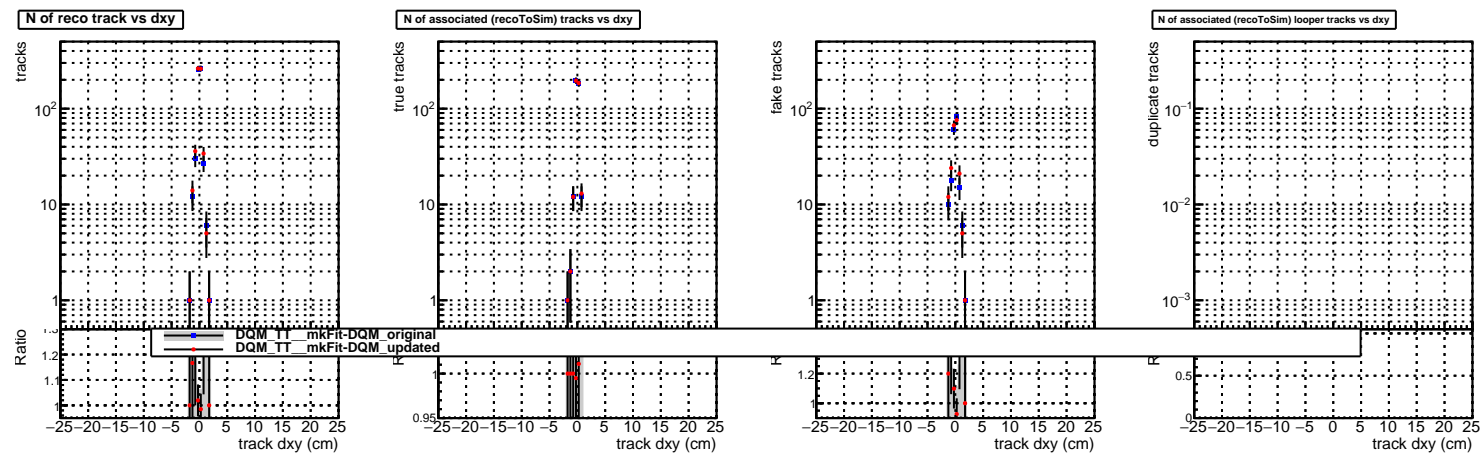 N of reco track vs dxy
N of associated (recoToSim) tracks vs dxy
N of associated (recoToSim) looper tracks vs dxy
tracks
10²
10
1
true tracks
10²
10
1
fake tracks
10²
10
1
duplicate tracks
10⁻¹
10⁻²
10⁻³
DQM_TT__mkFit-DQM_original
DQM_TT__mkFit-DQM_updated
Ratio
1.2
1.1
1
1
0.95
1.2
1
0.5
0
−25 −20 −15 −10 −5 0 5 10 15 20 25
track dxy (cm)
−25 −20 −15 −10 −5 0 5 10 15 20 25
track dxy (cm)
−25 −20 −15 −10 −5 0 5 10 15 20 25
track dxy (cm)
−25 −20 −15 −10 −5 0 5 10 15 20 25
track dxy (cm)